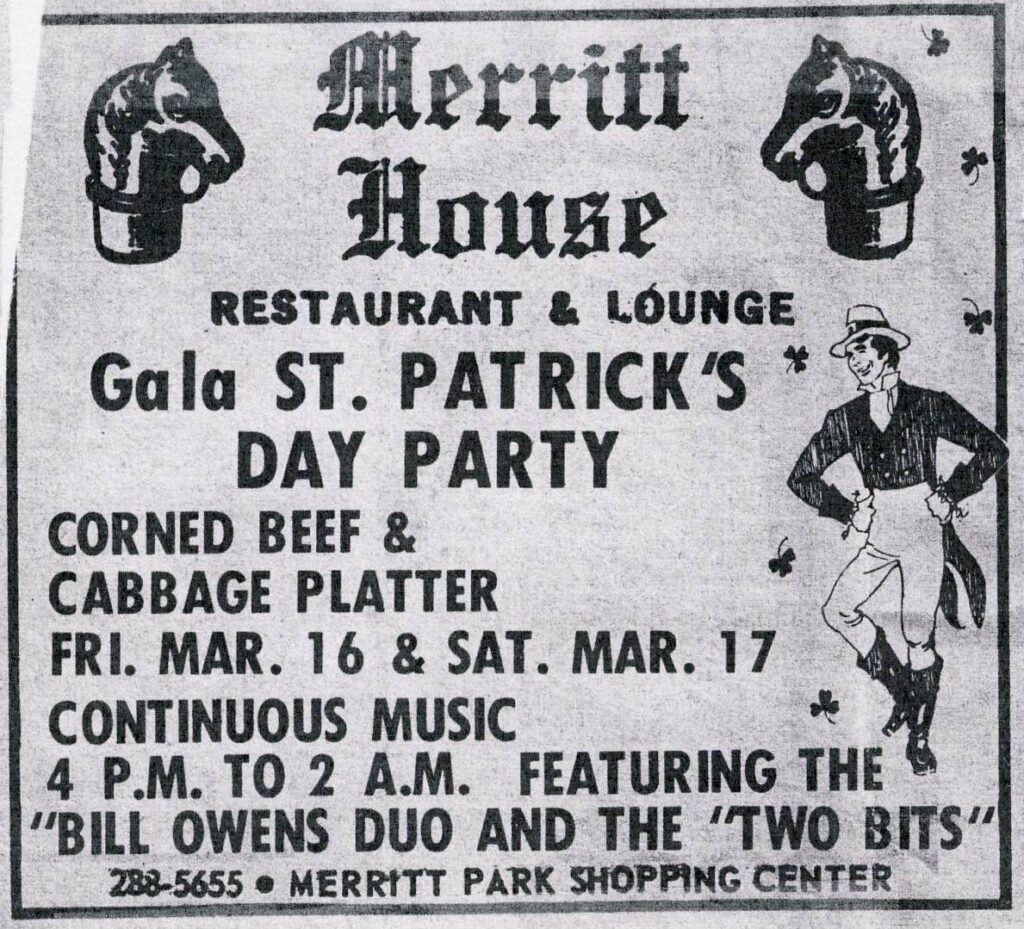 Merritt
House
RESTAURANT & LOUNGE
Gala ST. PATRICK'S
DAY PARTY
CORNED BEEF &
CABBAGE PLATTER
FRI. MAR. 16 & SAT. MAR. 17
CONTINUOUS MUSIC
4 P.M. TO 2 A.M. FEATURING THE
"BILL OWENS DUO AND THE "TWO BITS"
288-5655 • MERRITT PARK SHOPPING CENTER